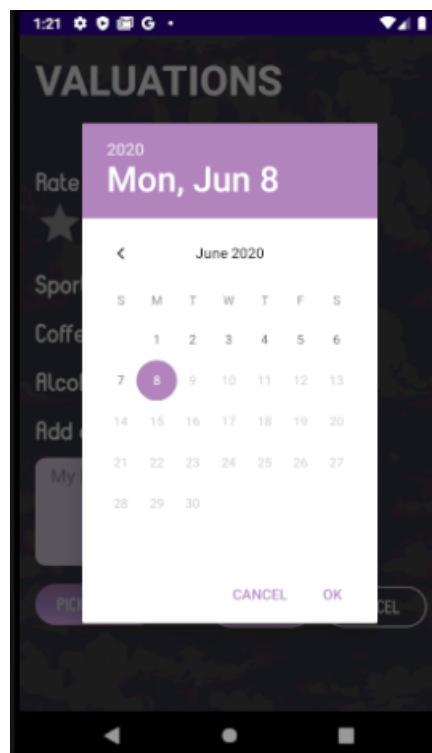 1:21
VALUATIONS
2020
Mon, Jun 8
Rate
June 2020
S M T W T F S
Spor
1 2 3 4 5 6
Coffe
7 8 9 10 11 12 13
Alcol
14 15 16 17 18 19 20
Add
21 22 23 24 25 26 27
My
28 29 30
CANCEL OK
PICK CEL